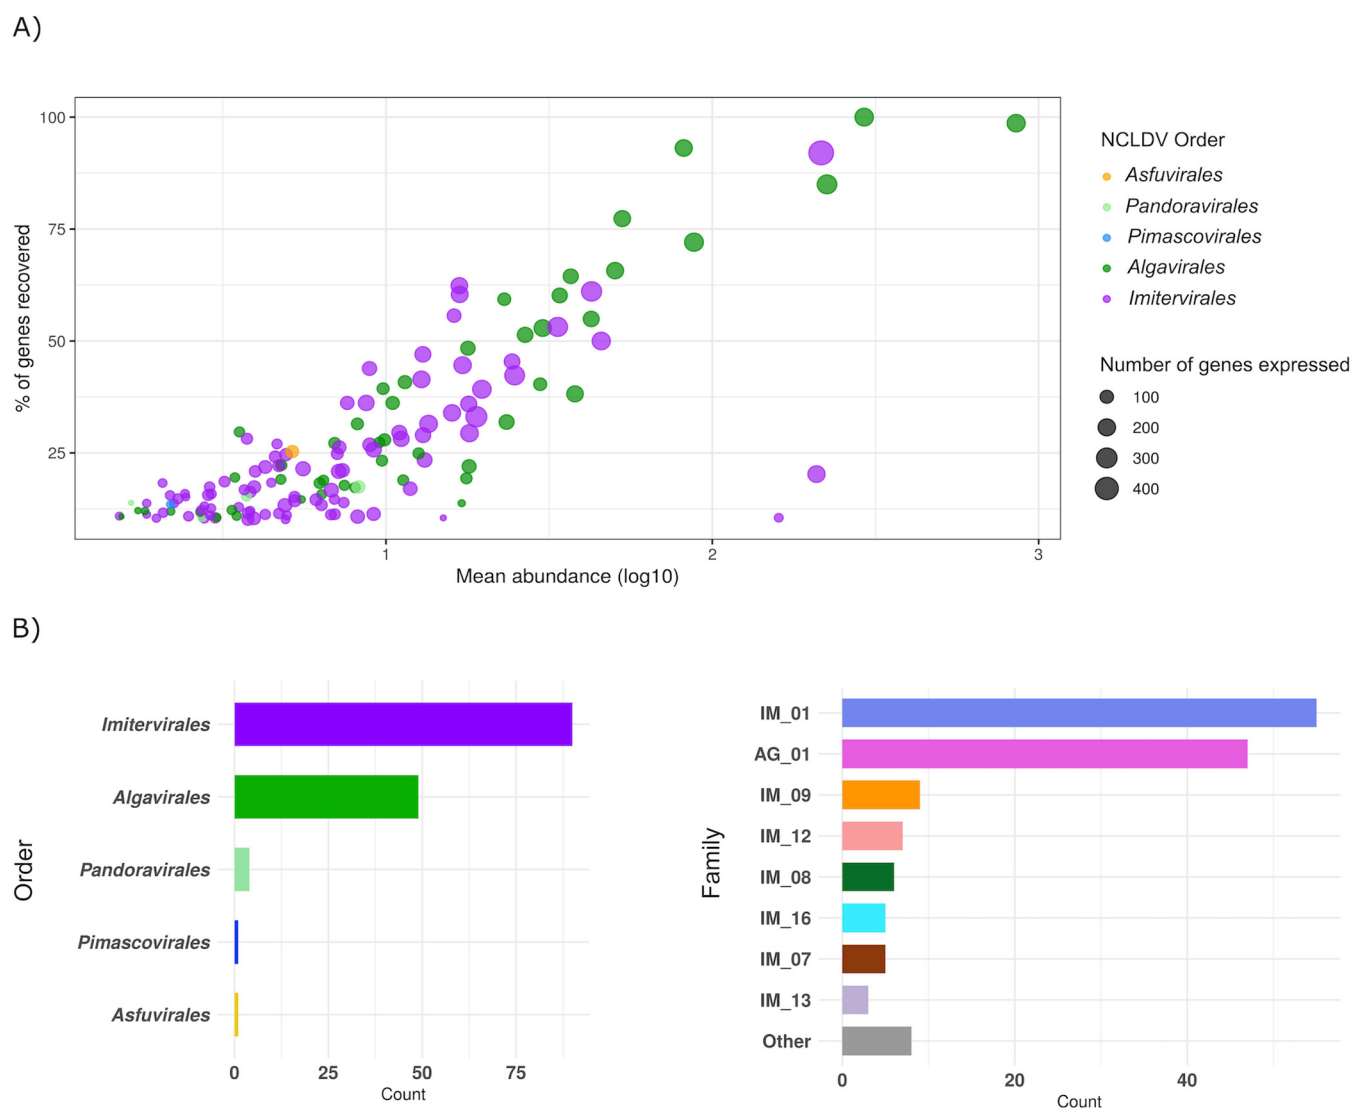 A)
100
75
50
25
% of genes recovered
1
2
3
Mean abundance (log10)
NCLDV Order
Asfuvirales
Pandoravirales
Pimascovirales
Algavirales
Imitervirales
Number of genes expressed
100
200
300
400
B)
Order
Imitervirales
Algavirales
Pandoravirales
Pimascovirales
Asfuvirales
0
25
50
75
Count
Family
IM_01
AG_01
IM_09
IM_12
IM_08
IM_16
IM_07
IM_13
Other
0
20
40
Count